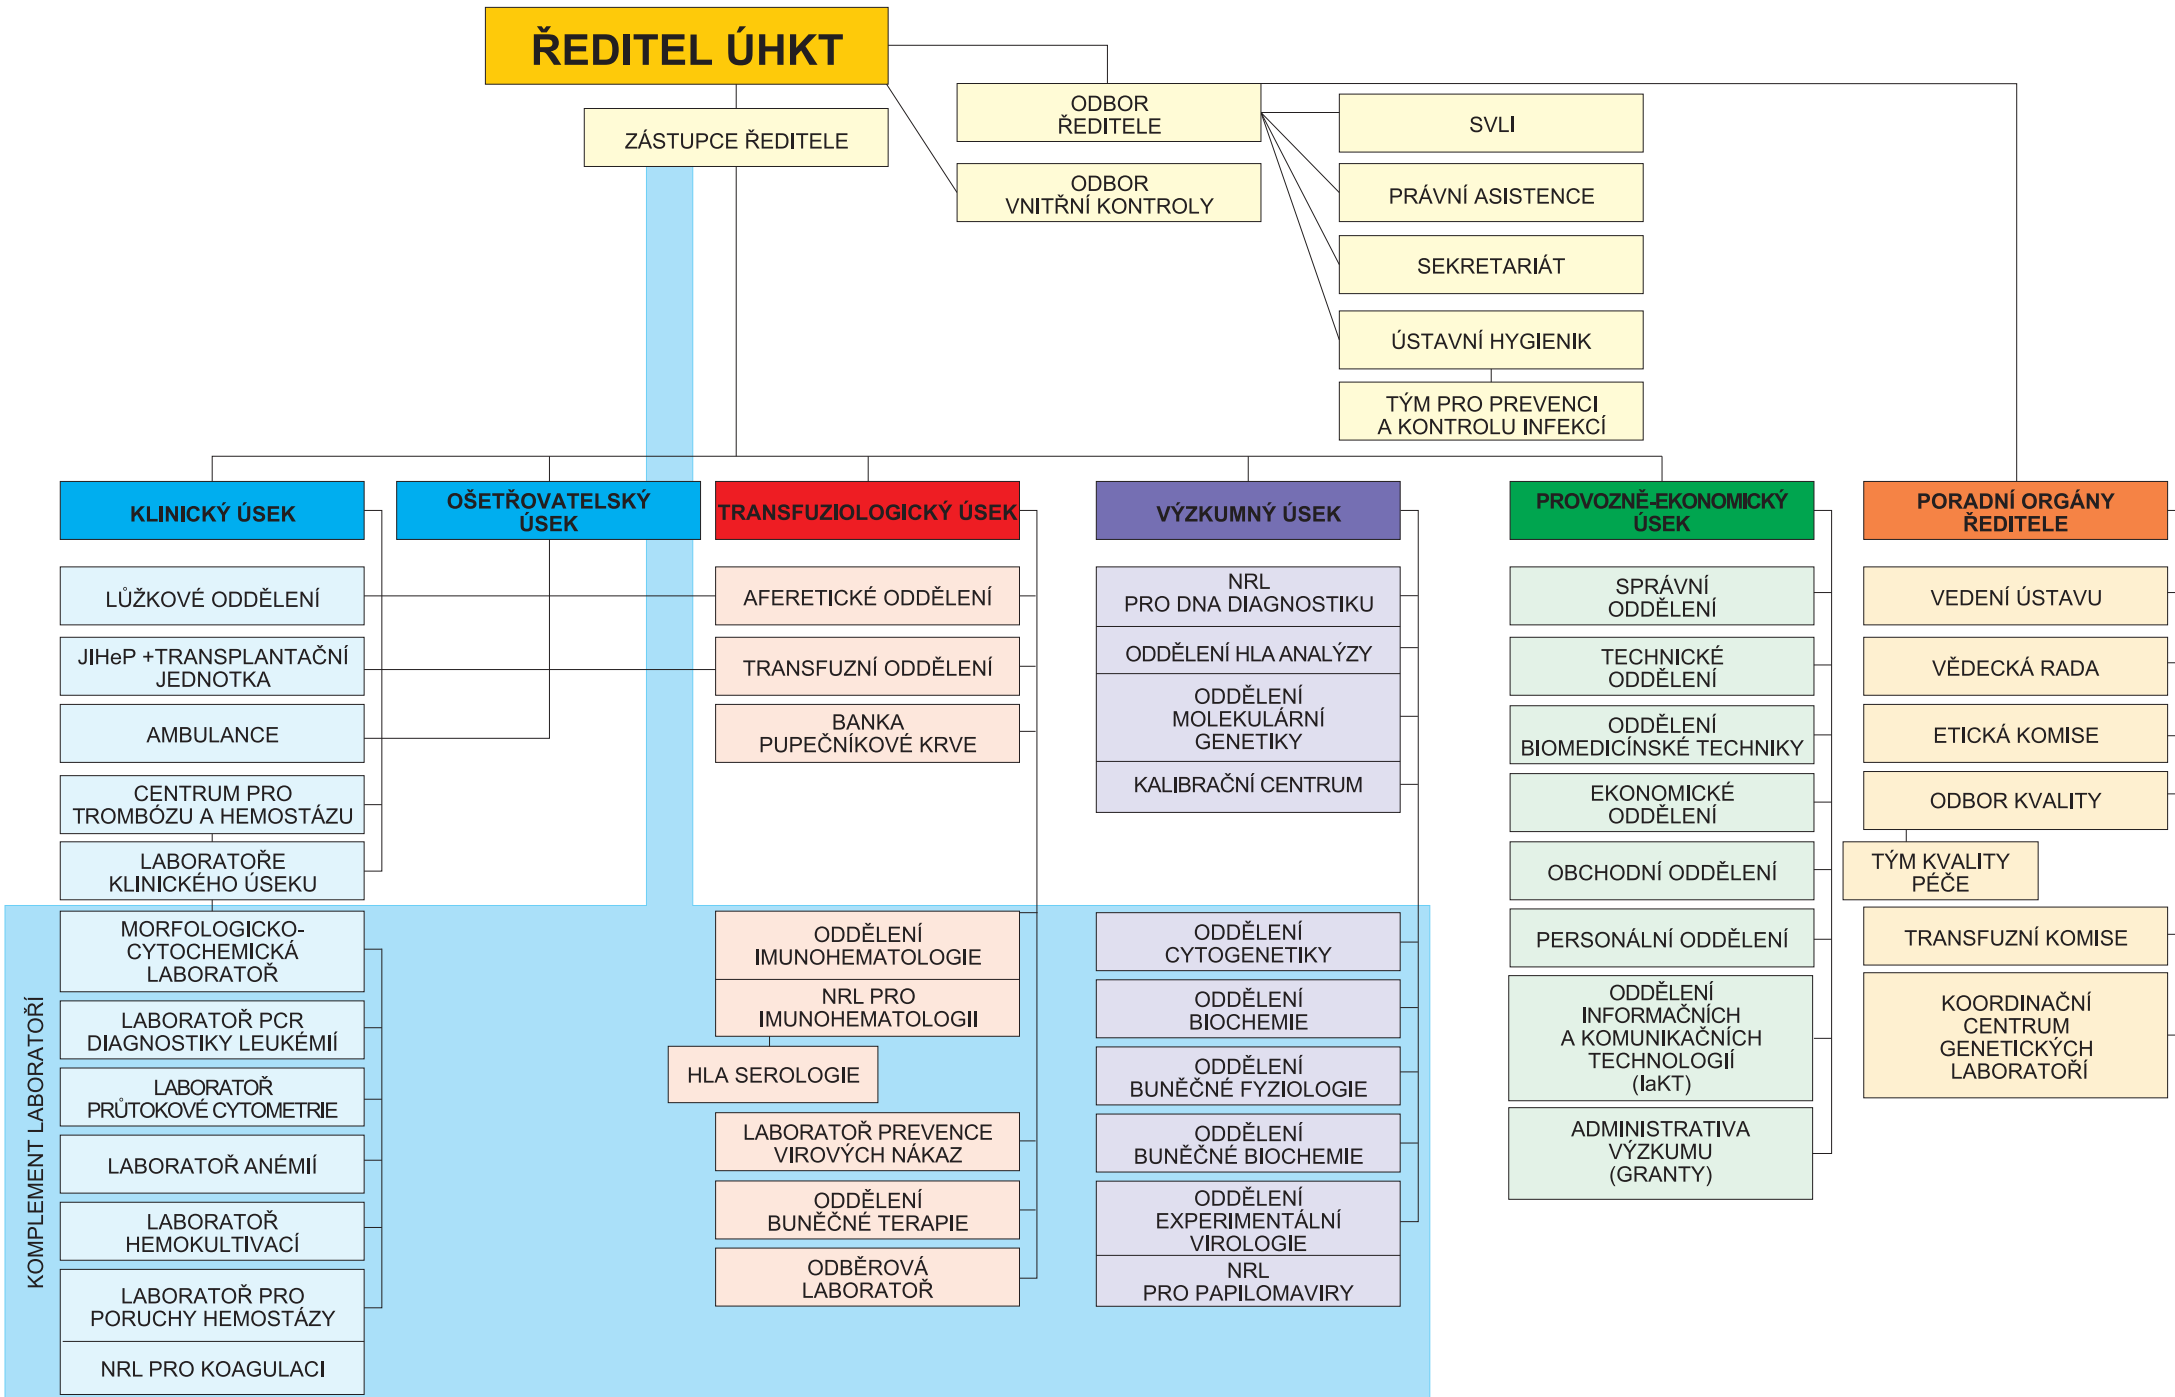 ŘEDITEL ÚHKT
ZÁSTUPCE ŘEDITELE
ODBOR
ŘEDITELE
ODBOR
VNITŘNÍ KONTROLY
SVLI
PRÁVNÍ ASISTENCE
SEKRETARIÁT
ÚSTAVNÍ HYGIENIK
TÝM PRO PREVENCI
A KONTROLU INFEKCÍ
KLINICKÝ ÚSEK
LŮŽKOVÉ ODDĚLENÍ
JIHeP +TRANSPLANTAČNÍ
JEDNOTKA
AMBULANCE
CENTRUM PRO
TROMBÓZU A HEMOSTÁZU
LABORATOŘE
KLINICKÉHO ÚSEKU
KOMPLEMENT LABORATOŘÍ
MORFOLOGICKO-
CYTOCHEMICKÁ
LABORATOŘ
LABORATOŘ PCR
DIAGNOSTIKY LEUKÉMIÍ
LABORATOŘ
PRŮTOKOVÉ CYTOMETRIE
LABORATOŘ ANÉMIÍ
LABORATOŘ
HEMOKULTIVACÍ
LABORATOŘ PRO
PORUCHY HEMOSTÁZY
NRL PRO KOAGULACI
OŠETŘOVATELSKÝ
ÚSEK
TRANSFUZIOLOGICKÝ ÚSEK
AFERETICKÉ ODDĚLENÍ
TRANSFUZNÍ ODDĚLENÍ
BANKA
PUPEČNÍKOVÉ KRVE
ODDĚLENÍ
IMUNOHEMATOLOGIE
NRL PRO
IMUNOHEMATOLOGII
HLA SEROLOGIE
LABORATOŘ PREVENCE
VIROVÝCH NÁKAZ
ODDĚLENÍ
BUNĚČNÉ TERAPIE
ODBĚROVÁ
LABORATOŘ
VÝZKUMNÝ ÚSEK
NRL
PRO DNA DIAGNOSTIKU
ODDĚLENÍ HLA ANALÝZY
ODDĚLENÍ
MOLEKULÁRNÍ
GENETIKY
KALIBRAČNÍ CENTRUM
ODDĚLENÍ
CYTOGENETIKY
ODDĚLENÍ
BIOCHEMIE
ODDĚLENÍ
BUNĚČNÉ FYZIOLOGIE
ODDĚLENÍ
BUNĚČNÉ BIOCHEMIE
ODDĚLENÍ
EXPERIMENTÁLNÍ
VIROLOGIE
NRL
PRO PAPILOMAVIRY
PROVOZNĚ-EKONOMICKÝ
ÚSEK
SPRÁVNÍ
ODDĚLENÍ
TECHNICKÉ
ODDĚLENÍ
ODDĚLENÍ
BIOMEDICÍNSKÉ TECHNIKY
EKONOMICKÉ
ODDĚLENÍ
OBCHODNÍ ODDĚLENÍ
PERSONÁLNÍ ODDĚLENÍ
ODDĚLENÍ
INFORMAČNÍCH
A KOMUNIKAČNÍCH
TECHNOLOGIÍ
(IaKT)
ADMINISTRATIVA
VÝZKUMU
(GRANTY)
PORADNÍ ORGÁNY
ŘEDITELE
VEDENÍ ÚSTAVU
VĚDECKÁ RADA
ETICKÁ KOMISE
ODBOR KVALITY
TÝM KVALITY
PÉČE
TRANSFUZNÍ KOMISE
KOORDINAČNÍ
CENTRUM
GENETICKÝCH
LABORATOŘÍ